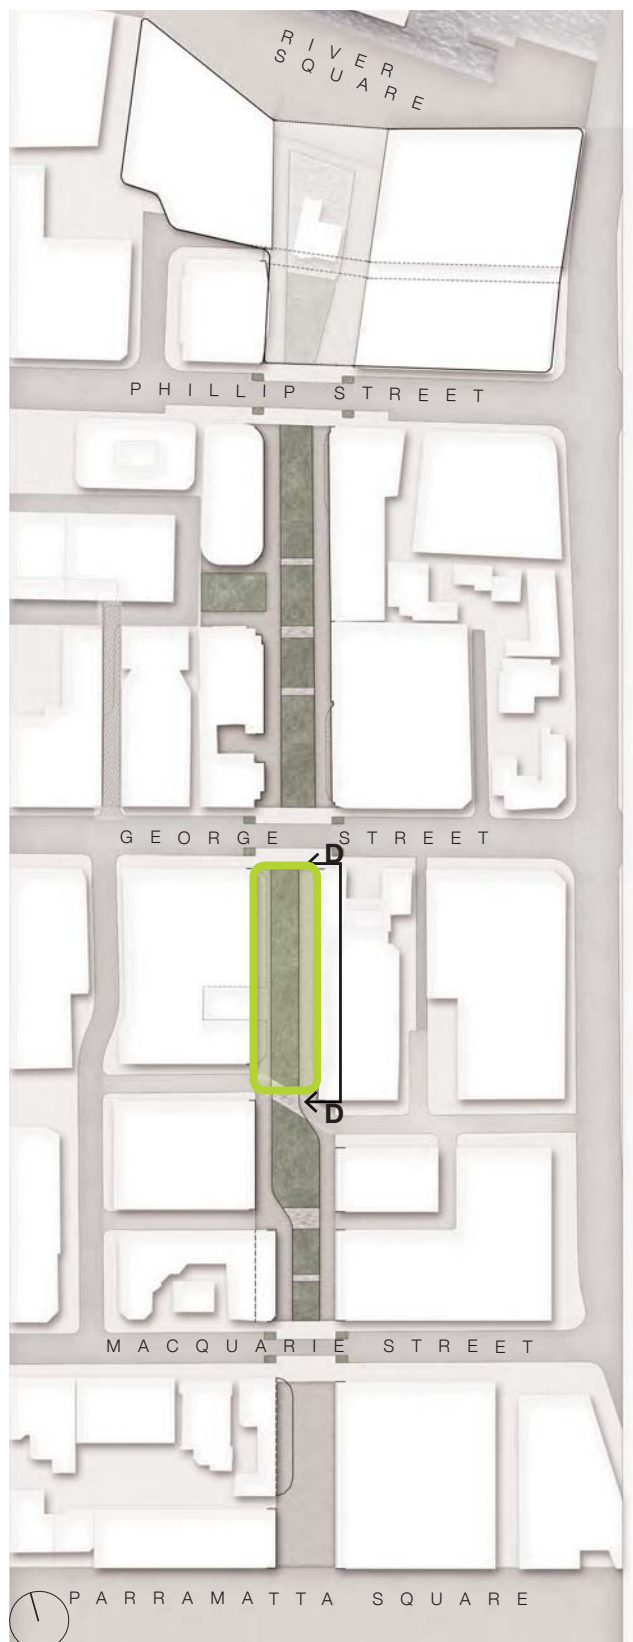 RIVER
SQUARE
PHILLIP STREET
GEORGE STREET
D
D
MACQUARIE STREET
PARRAMATTA SQUARE